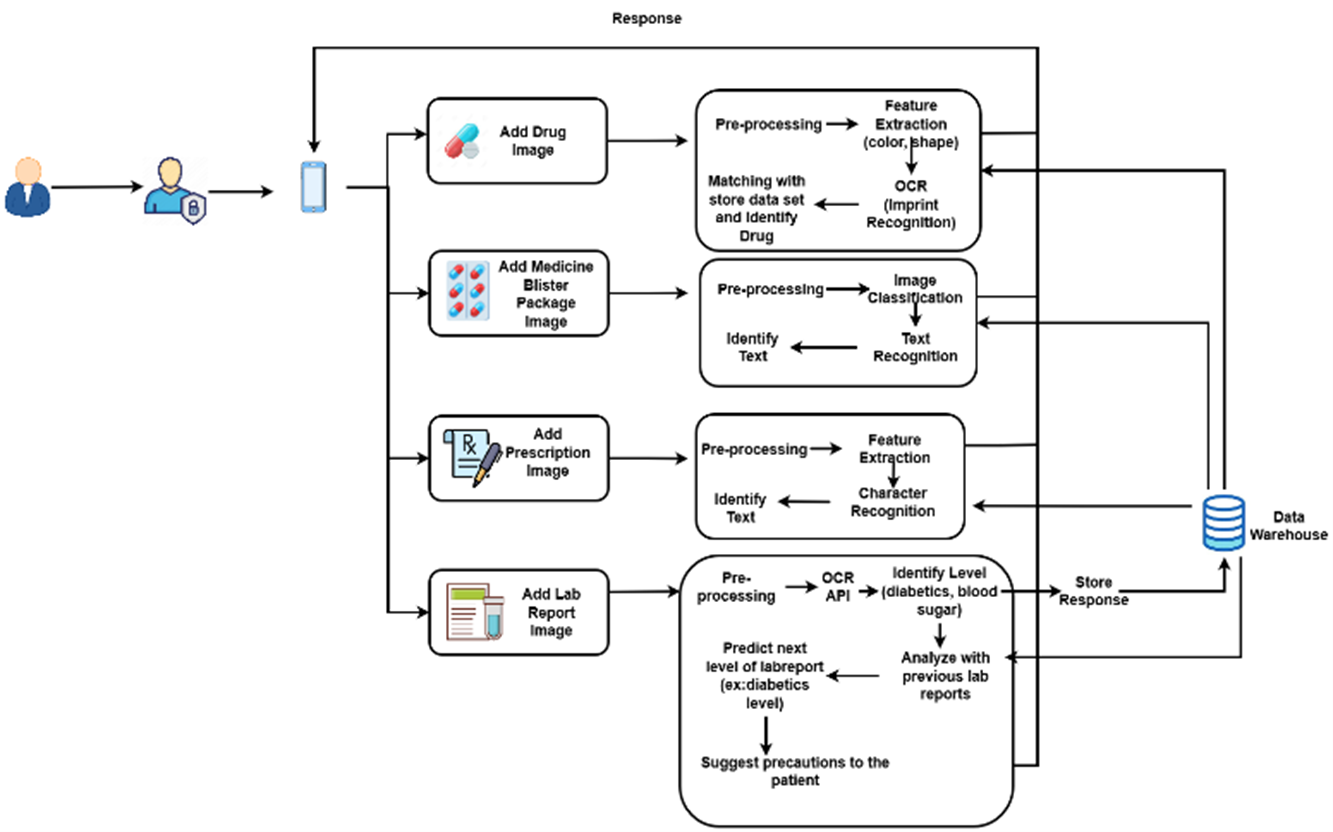 Response
Add Drug
Image
Pre-processing
Feature
Extraction
(color, shape)
OCR
(Imprint
Recognition)
Matching with
store data set
and Identify
Drug
Add Medicine
Blister
Package
Image
Pre-processing
Image
Classification
Text
Recognition
Identify
Text
Add
Prescription
Image
Rx
Pre-processing
Feature
Extraction
Character
Recognition
Identify
Text
Data
Warehouse
Add Lab
Report
Image
Pre-
processing
OCR
API
Identify Level
(diabetics, blood
sugar)
Store
Response
Analyze with
previous lab
reports
Predict next
level of labreport
(ex:diabetics
level)
Suggest precautions to the
patient